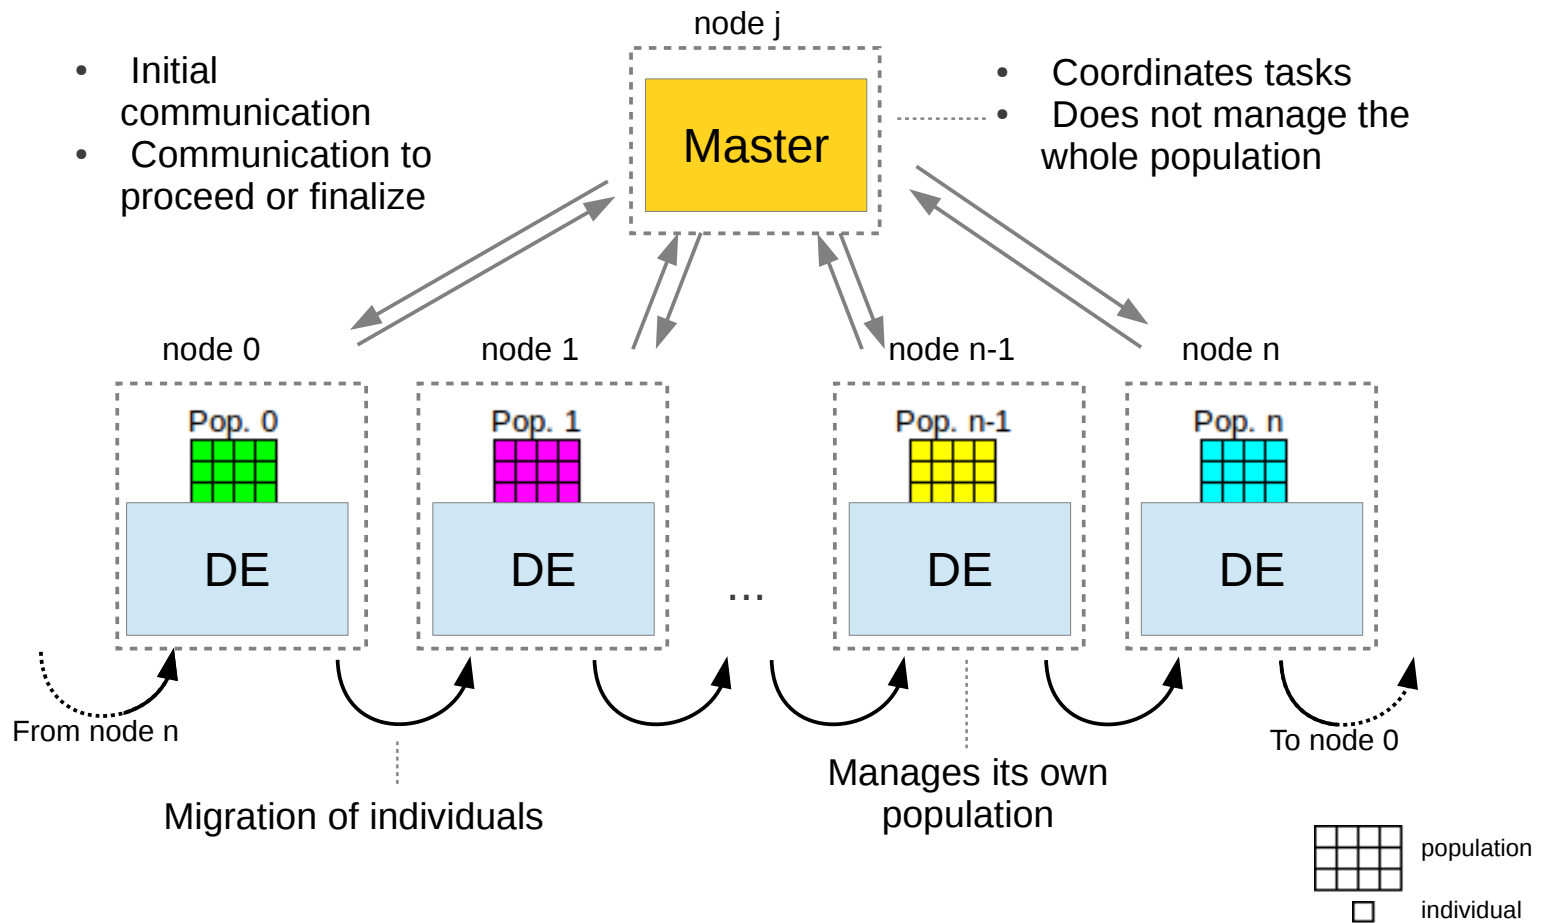 node j
• Initial
communication
• Communication to
proceed or finalize
Master
• Coordinates tasks
• Does not manage the
whole population
node 0
node 1
node n-1
node n
Pop. 0
Pop. 1
Pop. n-1
Pop. n
DE
DE
...
DE
DE
From node n
To node 0
Migration of individuals
Manages its own
population
population
individual